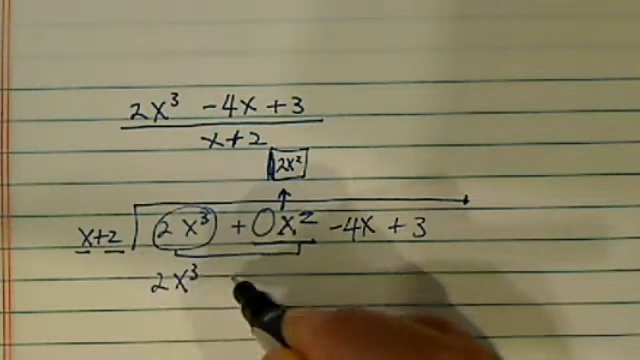 2x³ -4x +3
x+2
2x²
x+2 2x³ +0x² -4x +3
2x³